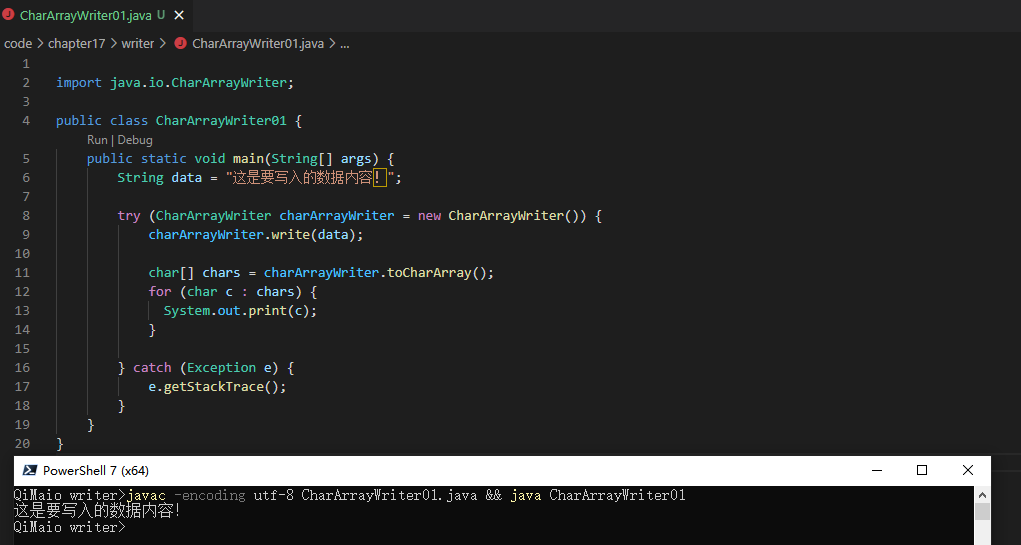 CharArrayWriter01.java U ✕
code > chapter17 > writer > CharArrayWriter01.java > ...
1
2 import java.io.CharArrayWriter;
3
4 public class CharArrayWriter01 {
Run | Debug
5 public static void main(String[] args) {
6 String data = "这是要写入的数据内容！";
7
8 try (CharArrayWriter charArrayWriter = new CharArrayWriter()) {
9 charArrayWriter.write(data);
10
11 char[] chars = charArrayWriter.toCharArray();
12 for (char c : chars) {
13 System.out.print(c);
14 }
15
16 } catch (Exception e) {
17 e.getStackTrace();
18 }
19 }
20 }
PowerShell 7 (x64)
QiMaio writer>javac -encoding utf-8 CharArrayWriter01.java && java CharArrayWriter01
这是要写入的数据内容！
QiMaio writer>